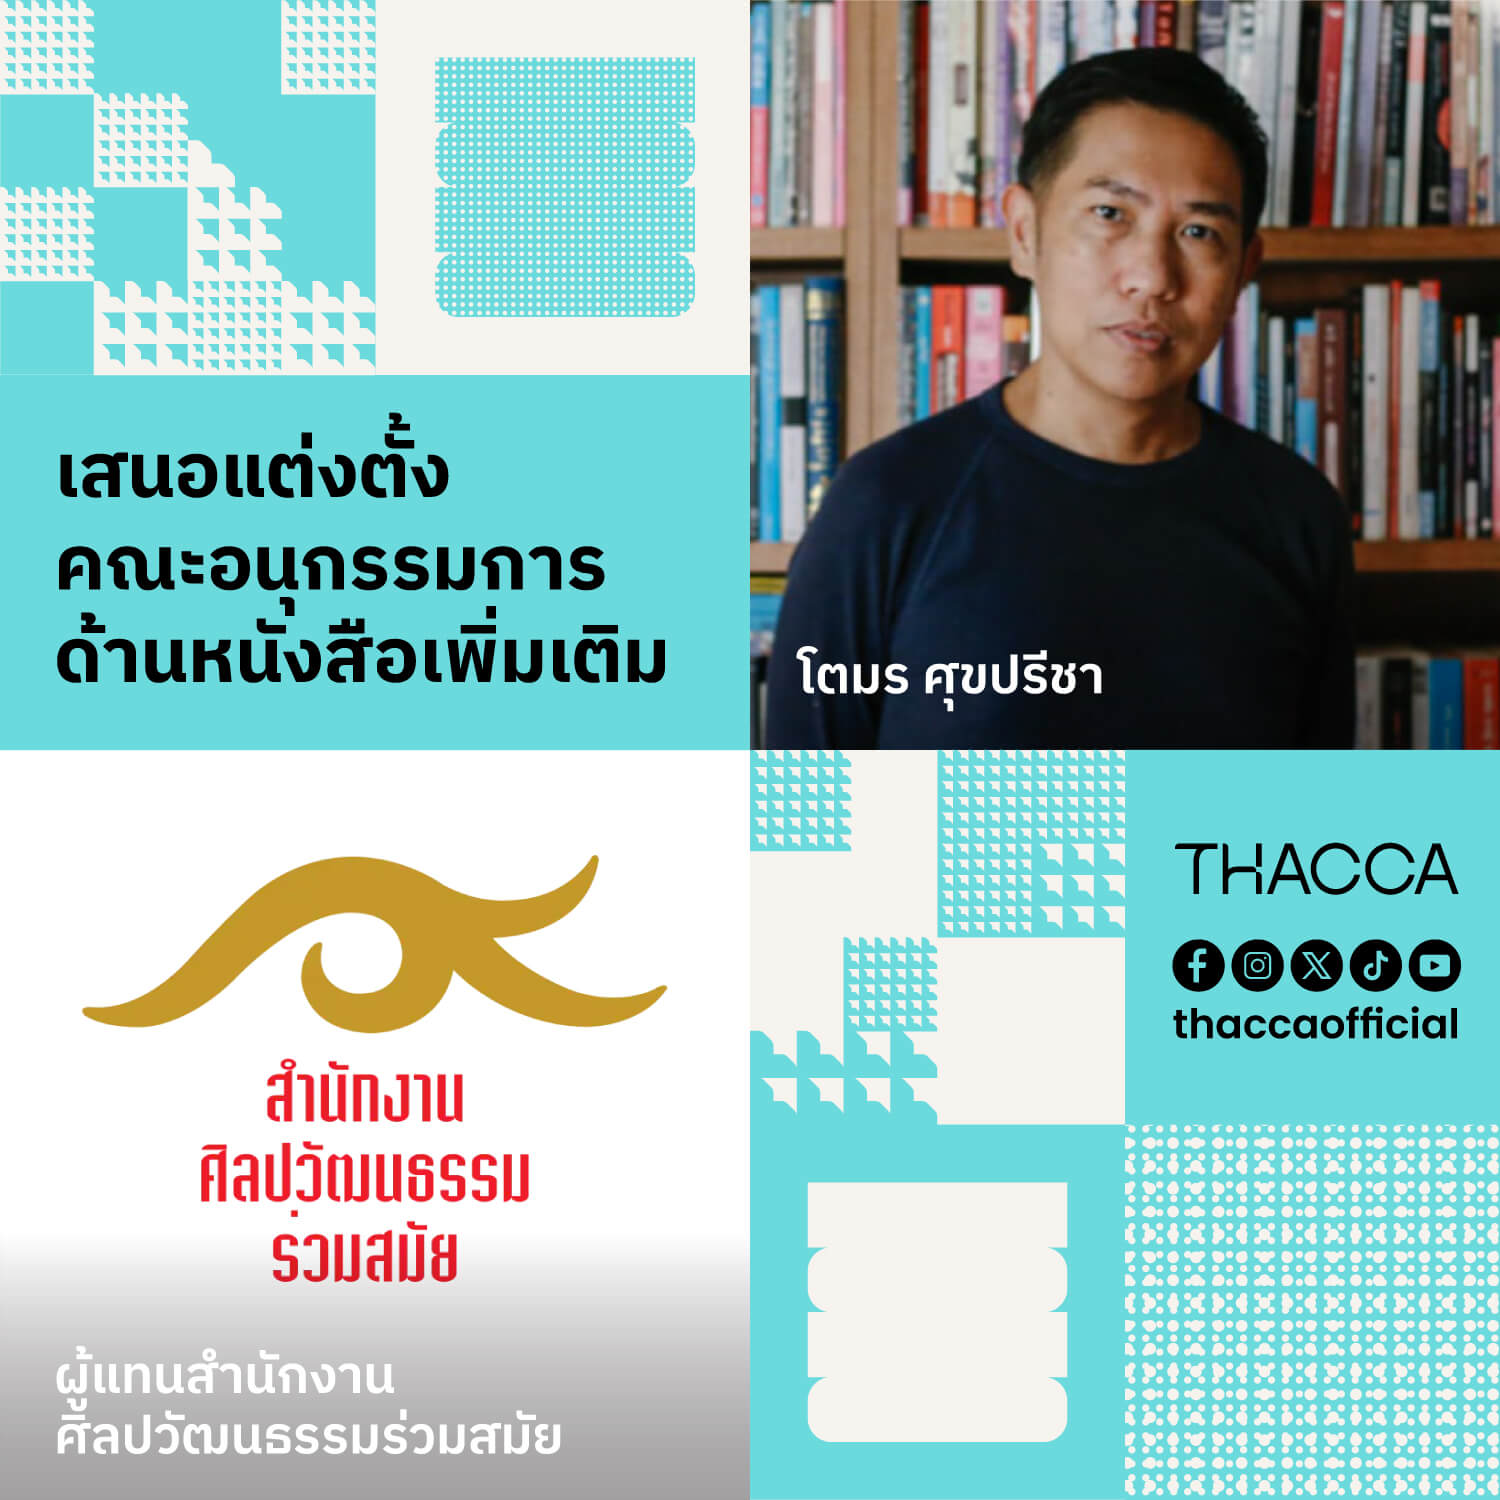 เสนอแต่งตั้ง
คณะอนุกรรมการ
ด้านหนังสือเพิ่มเติม
โตมร ศุขปรีชา
สำนักงาน
ศิลปวัฒนธรรม
ร่วมสมัย
ผู้แทนสำนักงาน
ศิลปวัฒนธรรมร่วมสมัย
THACCA
thaccaofficial